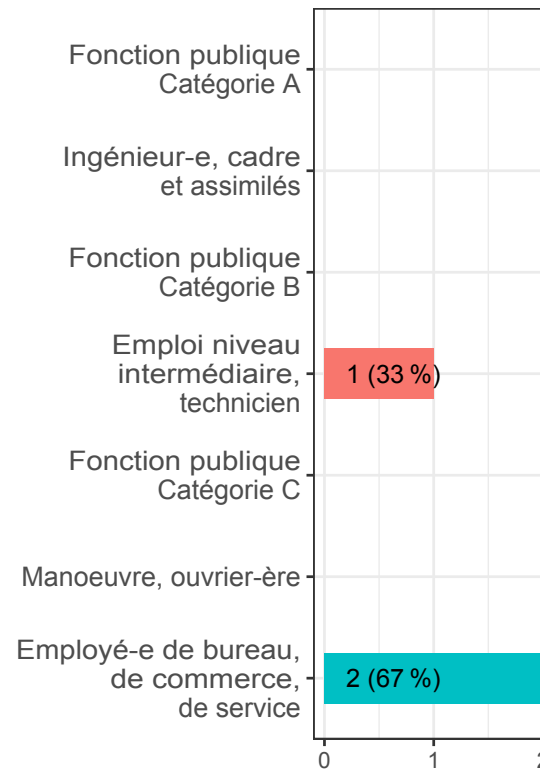 Fonction publique
Catégorie A
Ingénieur-e, cadre
et assimilés
Fonction publique
Catégorie B
Emploi niveau
intermédiaire,
technicien
1 (33 %)
Fonction publique
Catégorie C
Manoeuvre, ouvrier-ère
Employé-e de bureau,
de commerce,
de service
2 (67 %)
0 1 2